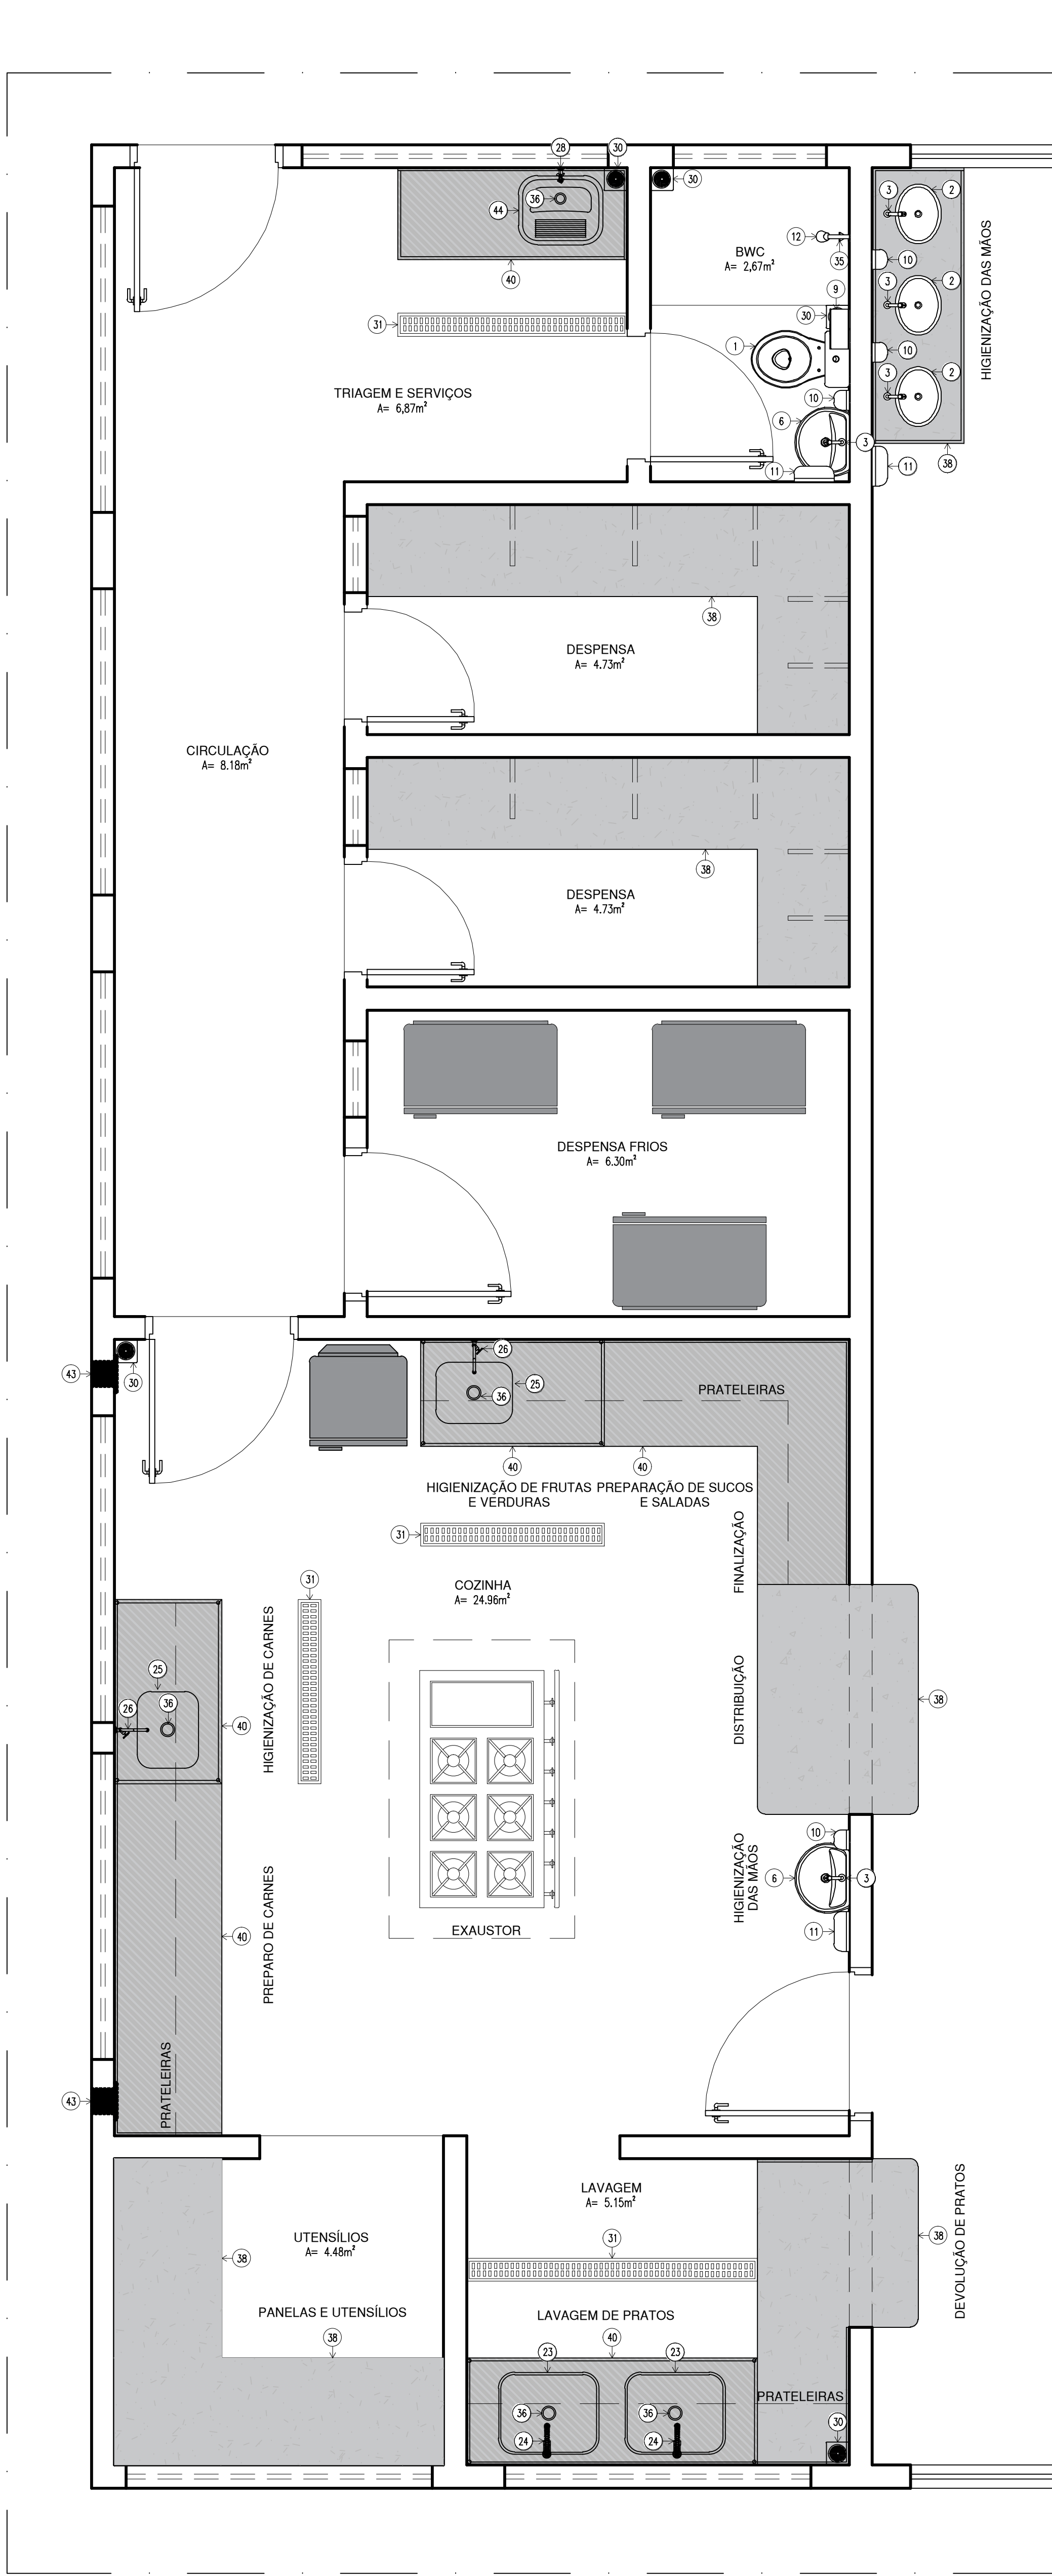 28
30
36
44
40
31
30
12
35
BWC
A= 2,67m²
9
30
1
10
6
3
11
3
2
10
3
2
10
3
2
38
11
HIGIENIZAÇÃO DAS MÃOS
TRIAGEM E SERVIÇOS
A= 6,87m²
38
DESPENSA
A= 4.73m²
CIRCULAÇÃO
A= 8.18m²
38
DESPENSA
A= 4.73m²
DESPENSA FRIOS
A= 6.30m²
43
30
26
25
36
PRATELEIRAS
40
40
HIGIENIZAÇÃO DE FRUTAS
E VERDURAS
PREPARAÇÃO DE SUCOS
E SALADAS
31
FINALIZAÇÃO
COZINHA
A= 24.96m²
31
HIGIENIZAÇÃO DE CARNES
25
26
36
40
DISTRIBUIÇÃO
38
10
6
3
11
HIGIENIZAÇÃO
DAS MÃOS
PREPARO DE CARNES
40
EXAUSTOR
PRATELEIRAS
43
LAVAGEM
A= 5.15m²
38
DEVOLUÇÃO DE PRATOS
UTENSÍLIOS
A= 4.48m²
38
31
PANELAS E UTENSÍLIOS
38
LAVAGEM DE PRATOS
40
23
23
PRATELEIRAS
36
36
24
24
30